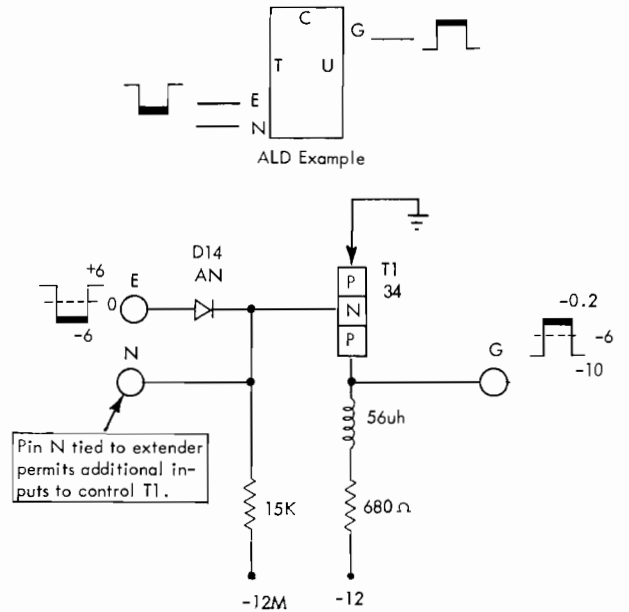 C
G
T U
E
N
ALD Example
D14
AN
+6
E
0
-6
P
N
P
T1
34
-0.2
-6
-10
G
N
56uh
Pin N tied to extender
permits additional in-
puts to control T1.
15K
680Ω
-12M
-12